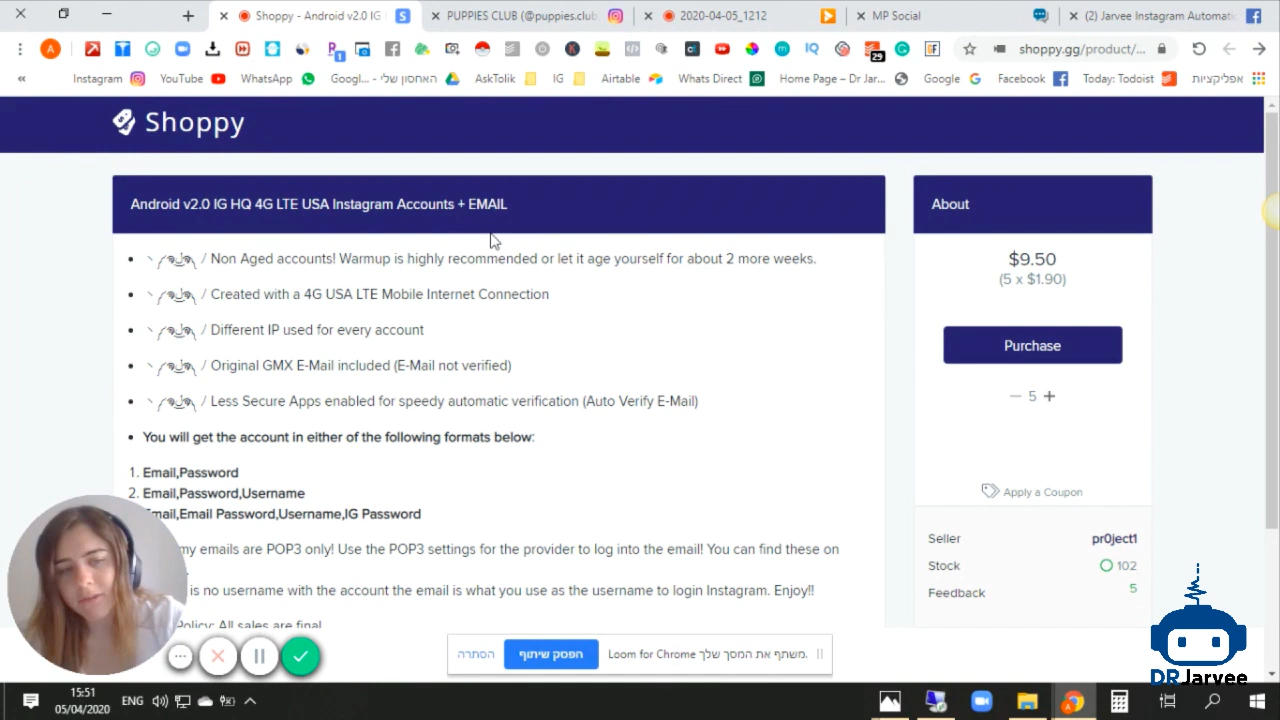 Shoppy - Android v2.0 IG
PUPPIES CLUB (@puppies.club.
2020-04-05_1212
MP Social
(2) Jarvee Instagram Automati
shoppy.gg/product/...
29
Instagram
YouTube
WhatsApp
האחסון שלי - Googl...
AskTolik
IG
Airtable
Whats Direct
Home Page – Dr Jar...
Google
Facebook
Today: Todoist
אפליקציות
Shoppy
Android v2.0 IG HQ 4G LTE USA Instagram Accounts + EMAIL
About
Non Aged accounts! Warmup is highly recommended or let it age yourself for about 2 more weeks.
Created with a 4G USA LTE Mobile Internet Connection
Different IP used for every account
Original GMX E-Mail included (E-Mail not verified)
Less Secure Apps enabled for speedy automatic verification (Auto Verify E-Mail)
You will get the account in either of the following formats below:
1. Email,Password
2. Email,Password,Username
Email,Email Password,Username,IG Password
my emails are POP3 only! Use the POP3 settings for the provider to log into the email! You can find these on
is no username with the account the email is what you use as the username to login Instagram. Enjoy!!
Policy: All sales are final
$9.50
(5 x $1.90)
Purchase
5
Apply a Coupon
Seller pr0ject1
Stock 102
Feedback 5
Loom for Chrome משתף את המסך שלך.
הפסק שיתוף
הסתרה
DRJarvee
15:51
05/04/2020
ENG